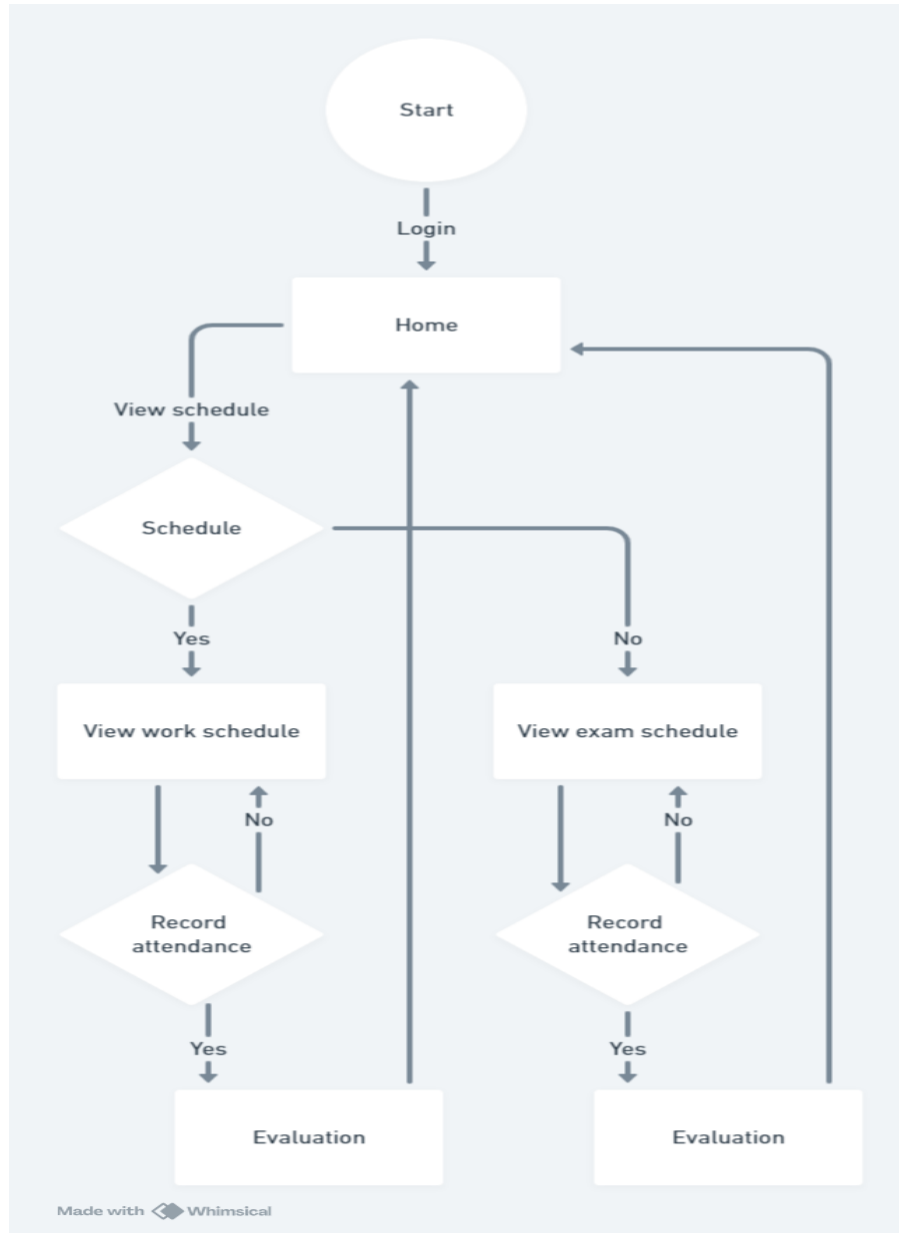 Start
Login
Home
View schedule
Schedule
Yes
No
View work schedule
View exam schedule
No
No
Record
attendance
Record
attendance
Yes
Yes
Evaluation
Evaluation
Made with Whimsical